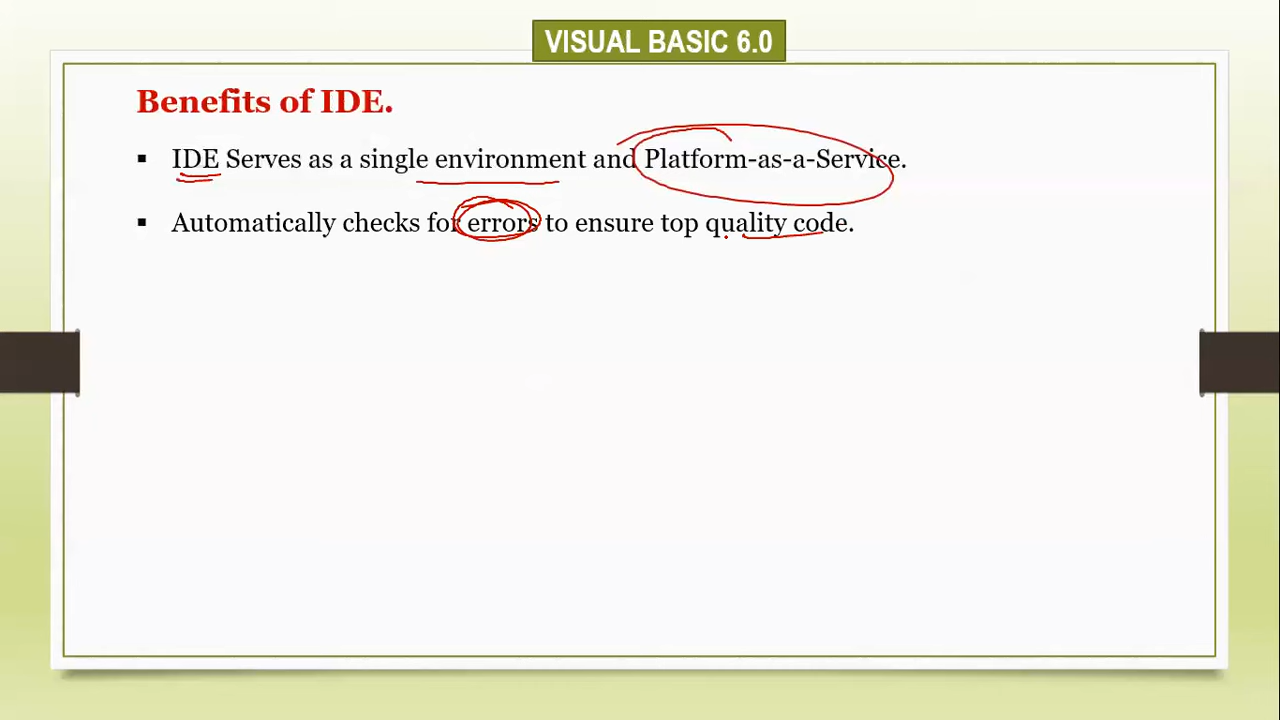 VISUAL BASIC 6.0
Benefits of IDE.
▪ IDE Serves as a single environment and Platform-as-a-Service.
▪ Automatically checks for errors to ensure top quality code.